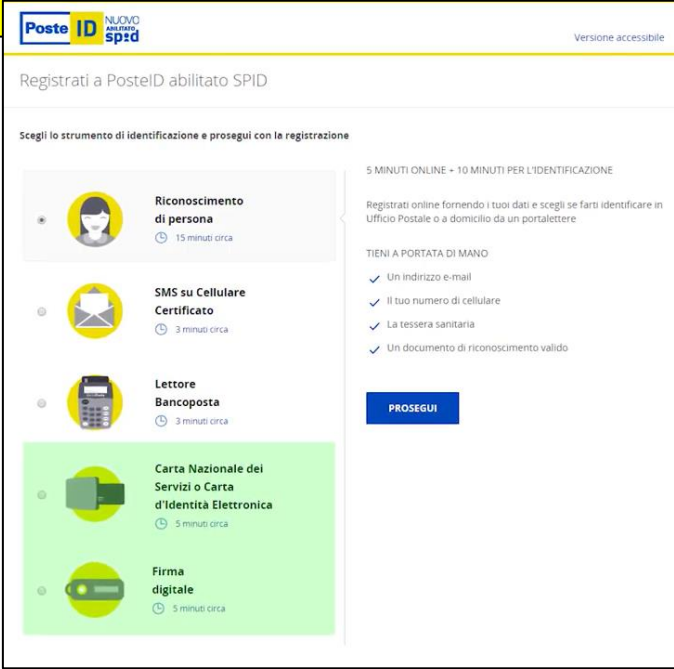 Poste ID NUOVO
ABILITATO
spid
Versione accessibile
Registrati a PosteID abilitato SPID
Scegli lo strumento di identificazione e prosegui con la registrazione
Riconoscimento
di persona
15 minuti circa
SMS su Cellulare
Certificato
3 minuti circa
Lettore
Bancoposta
3 minuti circa
Carta Nazionale dei
Servizi o Carta
d'Identità Elettronica
5 minuti circa
Firma
digitale
5 minuti circa
5 MINUTI ONLINE + 10 MINUTI PER L'IDENTIFICAZIONE
Registrati online fornendo i tuoi dati e scegli se farti identificare in
Ufficio Postale o a domicilio da un portalettere
TIENI A PORTATA DI MANO
Un indirizzo e-mail
Il tuo numero di cellulare
La tessera sanitaria
Un documento di riconoscimento valido
PROSEGUI